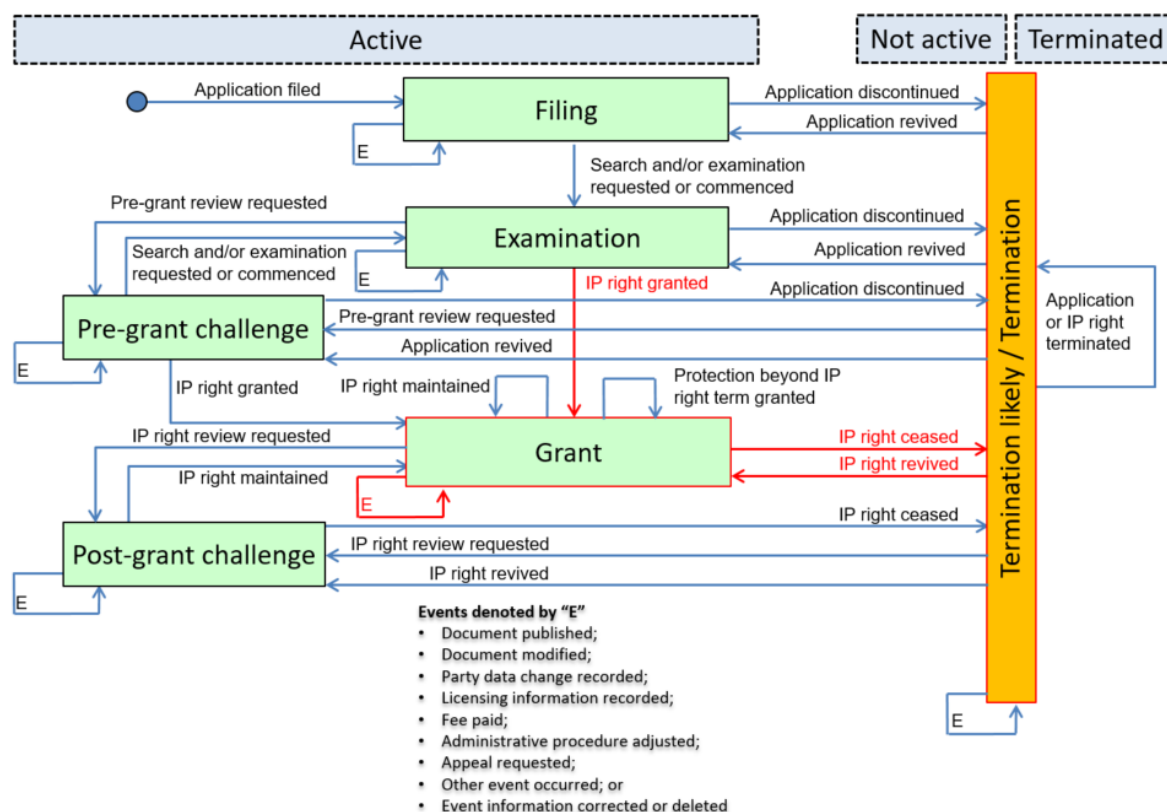 Active
Not active
Terminated
Application filed
Filing
Application discontinued
Application revived
E
Search and/or examination
requested or commenced
Pre-grant review requested
Examination
Application discontinued
Application revived
Search and/or examination
requested or commenced
E
IP right granted
Application discontinued
Pre-grant challenge
Pre-grant review requested
Application revived
E
Termination likely / Termination
Application
or IP right
terminated
IP right granted
IP right maintained
Protection beyond IP
right term granted
IP right review requested
Grant
IP right ceased
IP right revived
IP right maintained
E
IP right ceased
Post-grant challenge
IP right review requested
IP right revived
E
Events denoted by “E”
• Document published;
• Document modified;
• Party data change recorded;
• Licensing information recorded;
• Fee paid;
• Administrative procedure adjusted;
• Appeal requested;
• Other event occurred; or
• Event information corrected or deleted
E